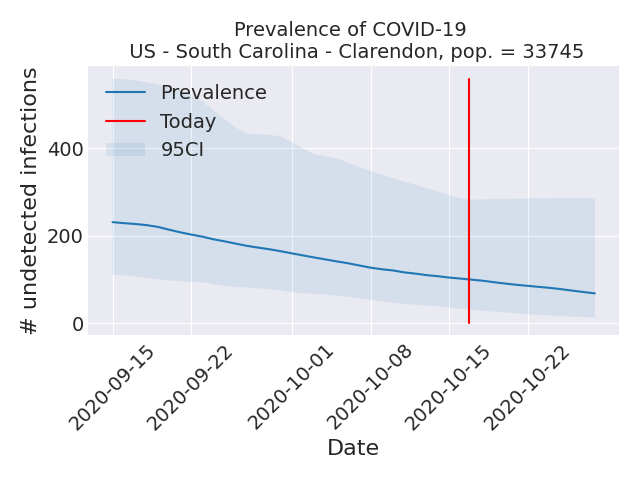 Prevalence of COVID-19
US - South Carolina - Clarendon, pop. = 33745
# undetected infections
400
200
0
Prevalence
Today
95CI
2020-09-15
2020-09-22
2020-10-01
2020-10-08
2020-10-15
2020-10-22
Date